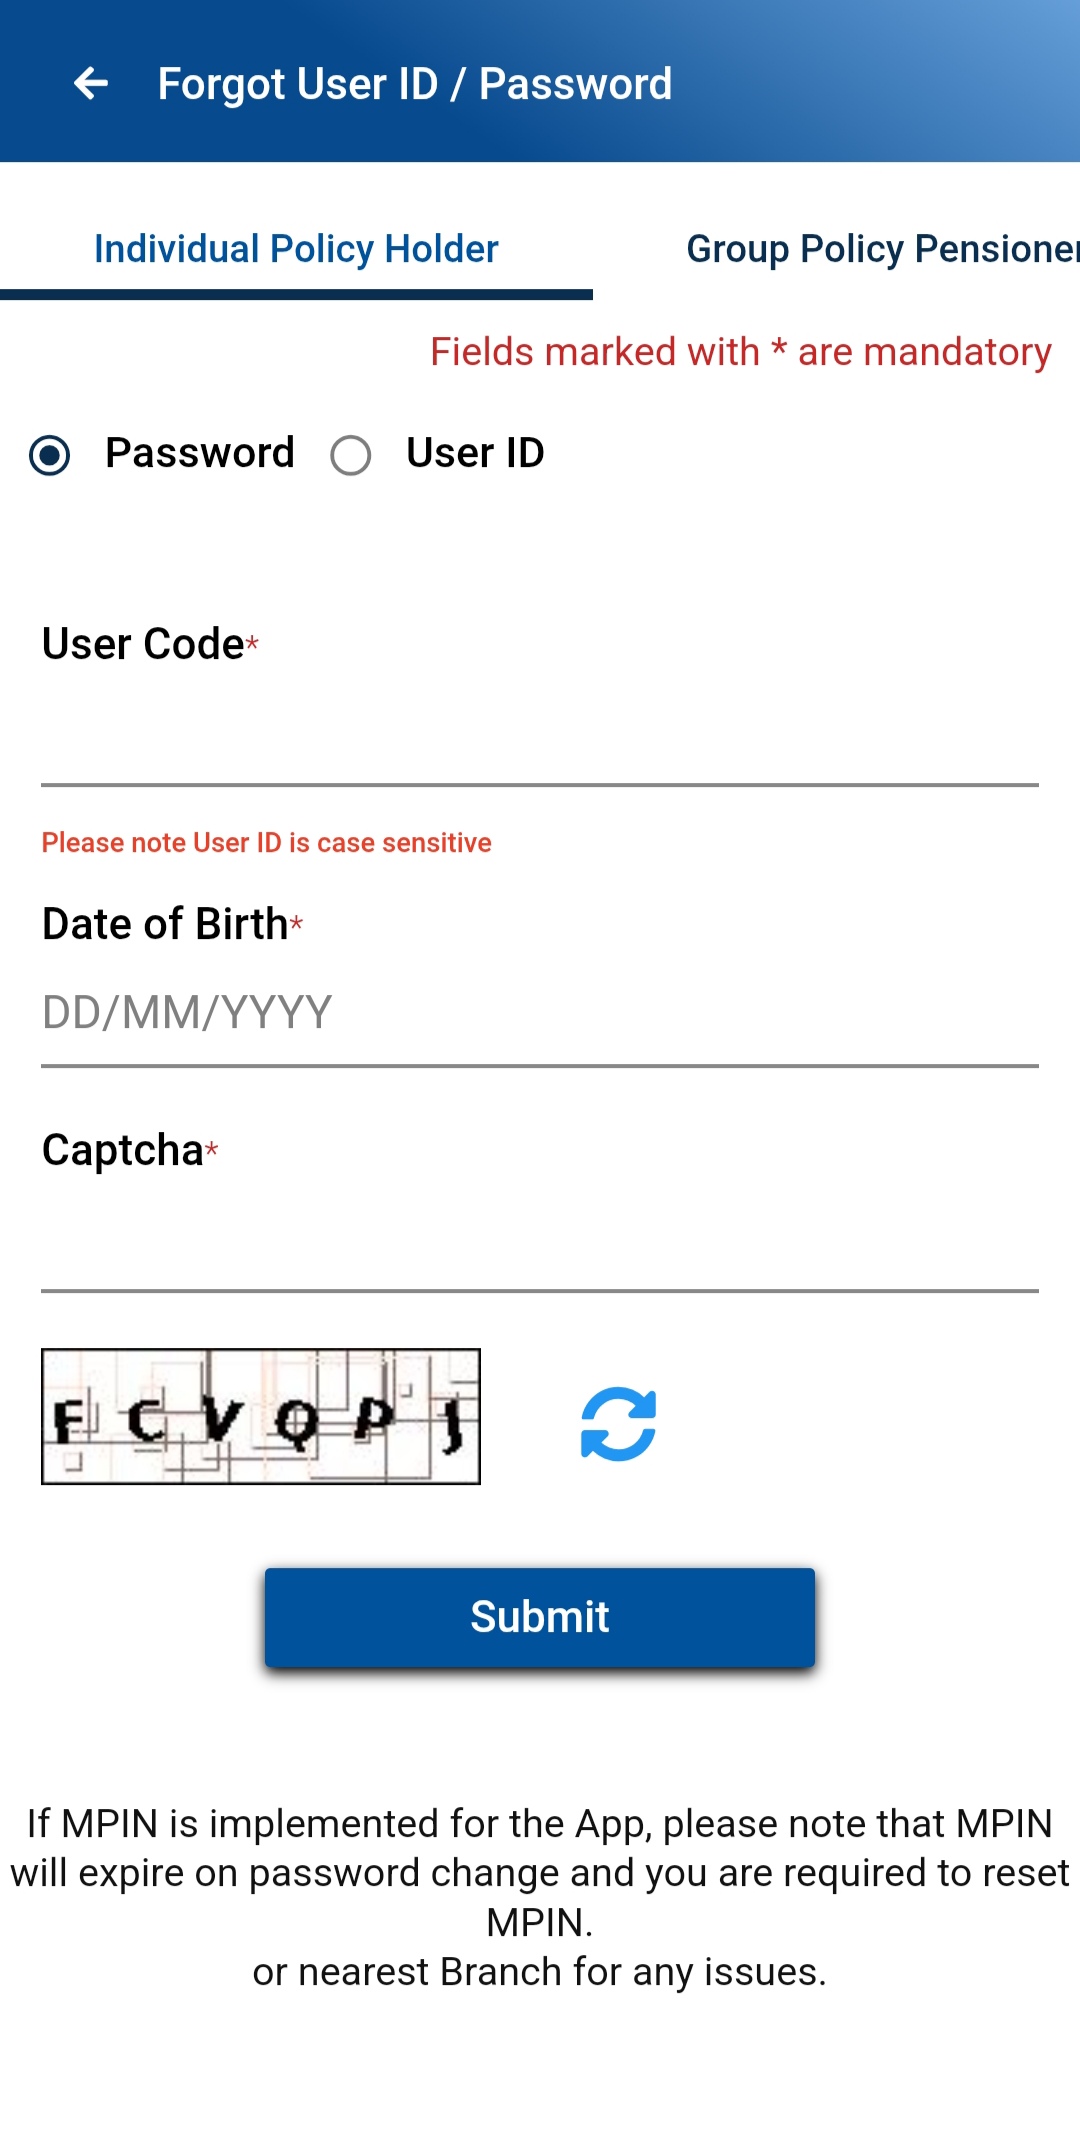 Forgot User ID / Password
Individual Policy Holder
Group Policy Pensioner
Fields marked with * are mandatory
Password
User ID
User Code*
Please note User ID is case sensitive
Date of Birth*
DD/MM/YYYY
Captcha*
Submit
If MPIN is implemented for the App, please note that MPIN
will expire on password change and you are required to reset
MPIN.
or nearest Branch for any issues.